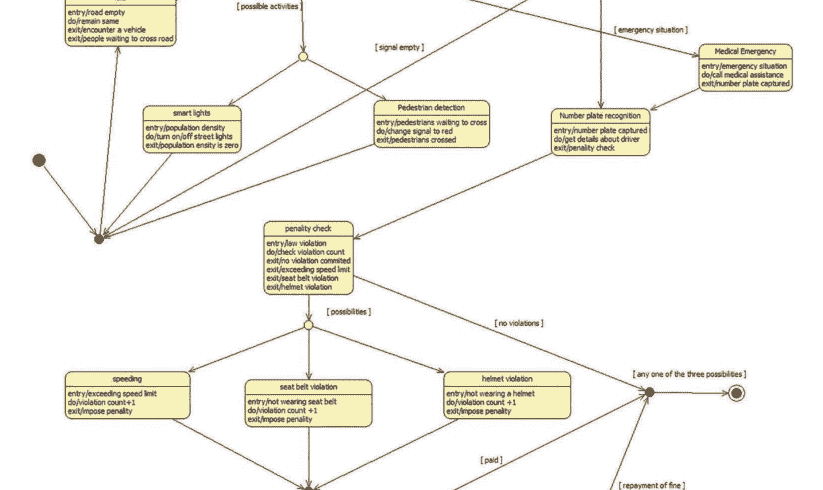 entry/road empty
do/remain same
exit/encounter a vehicle
exit/people waiting to cross road
[ possible activities ]
[ signal empty ]
[ emergency situation ]
Medical Emergency
entry/emergency situation
do/call medical assistance
exit/number plate captured
smart lights
entry/population density
do/turn on/off street lights
exit/population ensity is zero
Pedestrian detection
entry/pedestrians waiting to cross
do/change signal to red
exit/pedestrians crossed
Number plate recognition
entry/number plate captured
do/get details about driver
exit/penality check
penality check
entry/law violation
do/check violation count
exit/no violation commited
exit/exceeding speed limit
exit/seat belt violation
exit/helmet violation
[ possibilities ]
[ no violations ]
speeding
entry/exceeding speed limit
do/violation count+1
exit/impose penality
seat belt violation
entry/not wearing seat belt
do/violation count +1
exit/impose penality
helmet violation
entry/not wearing a helmet
do/violation count +1
exit/impose penality
[ any one of the three possibilities ]
[ paid ]
[ repayment of fine ]